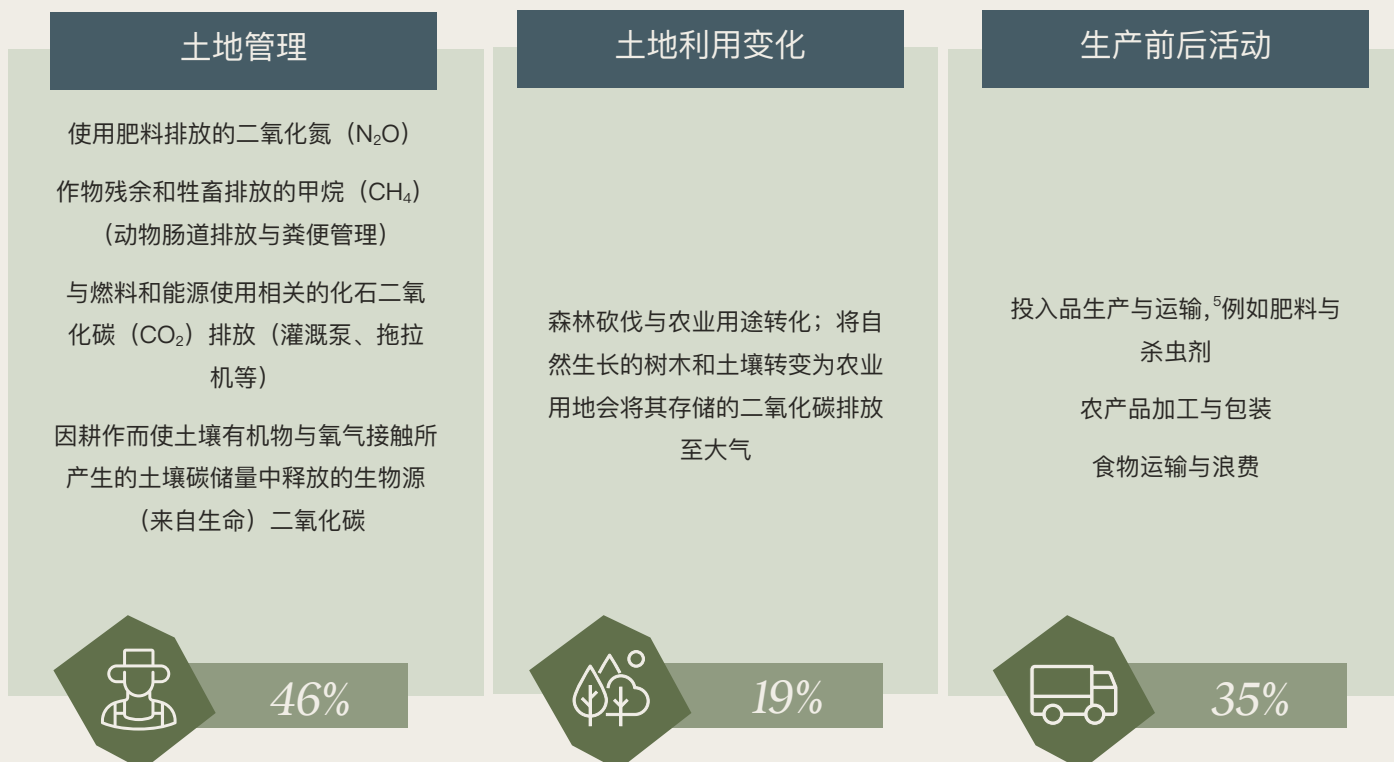 土地管理
使用肥料排放的二氧化氮（N₂O）
作物残余和牲畜排放的甲烷（CH₄）
（动物肠道排放与粪便管理）
与燃料和能源使用相关的化石二氧
化碳（CO₂）排放（灌溉泵、拖拉
机等）
因耕作而使土壤有机物与氧气接触所
产生的土壤碳储量中释放的生物源
（来自生命）二氧化碳
46%
土地利用变化
森林砍伐与农业用途转化；将自
然生长的树木和土壤转变为农业
用地会将其存储的二氧化碳排放
至大气
19%
生产前后活动
投入品生产与运输,⁵例如肥料与
杀虫剂
农产品加工与包装
食物运输与浪费
35%